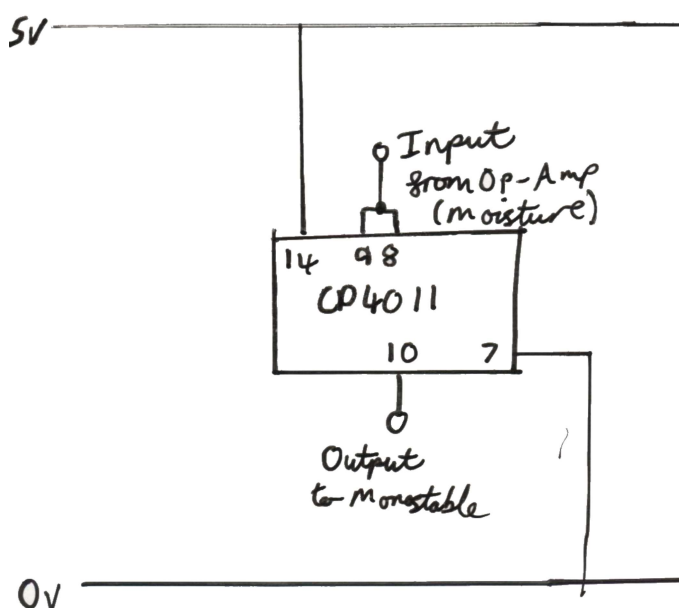 5V
Input
from Op-Amp
(moisture)
14 9 8
CD4011
10 7
Output
to Monostable
0V